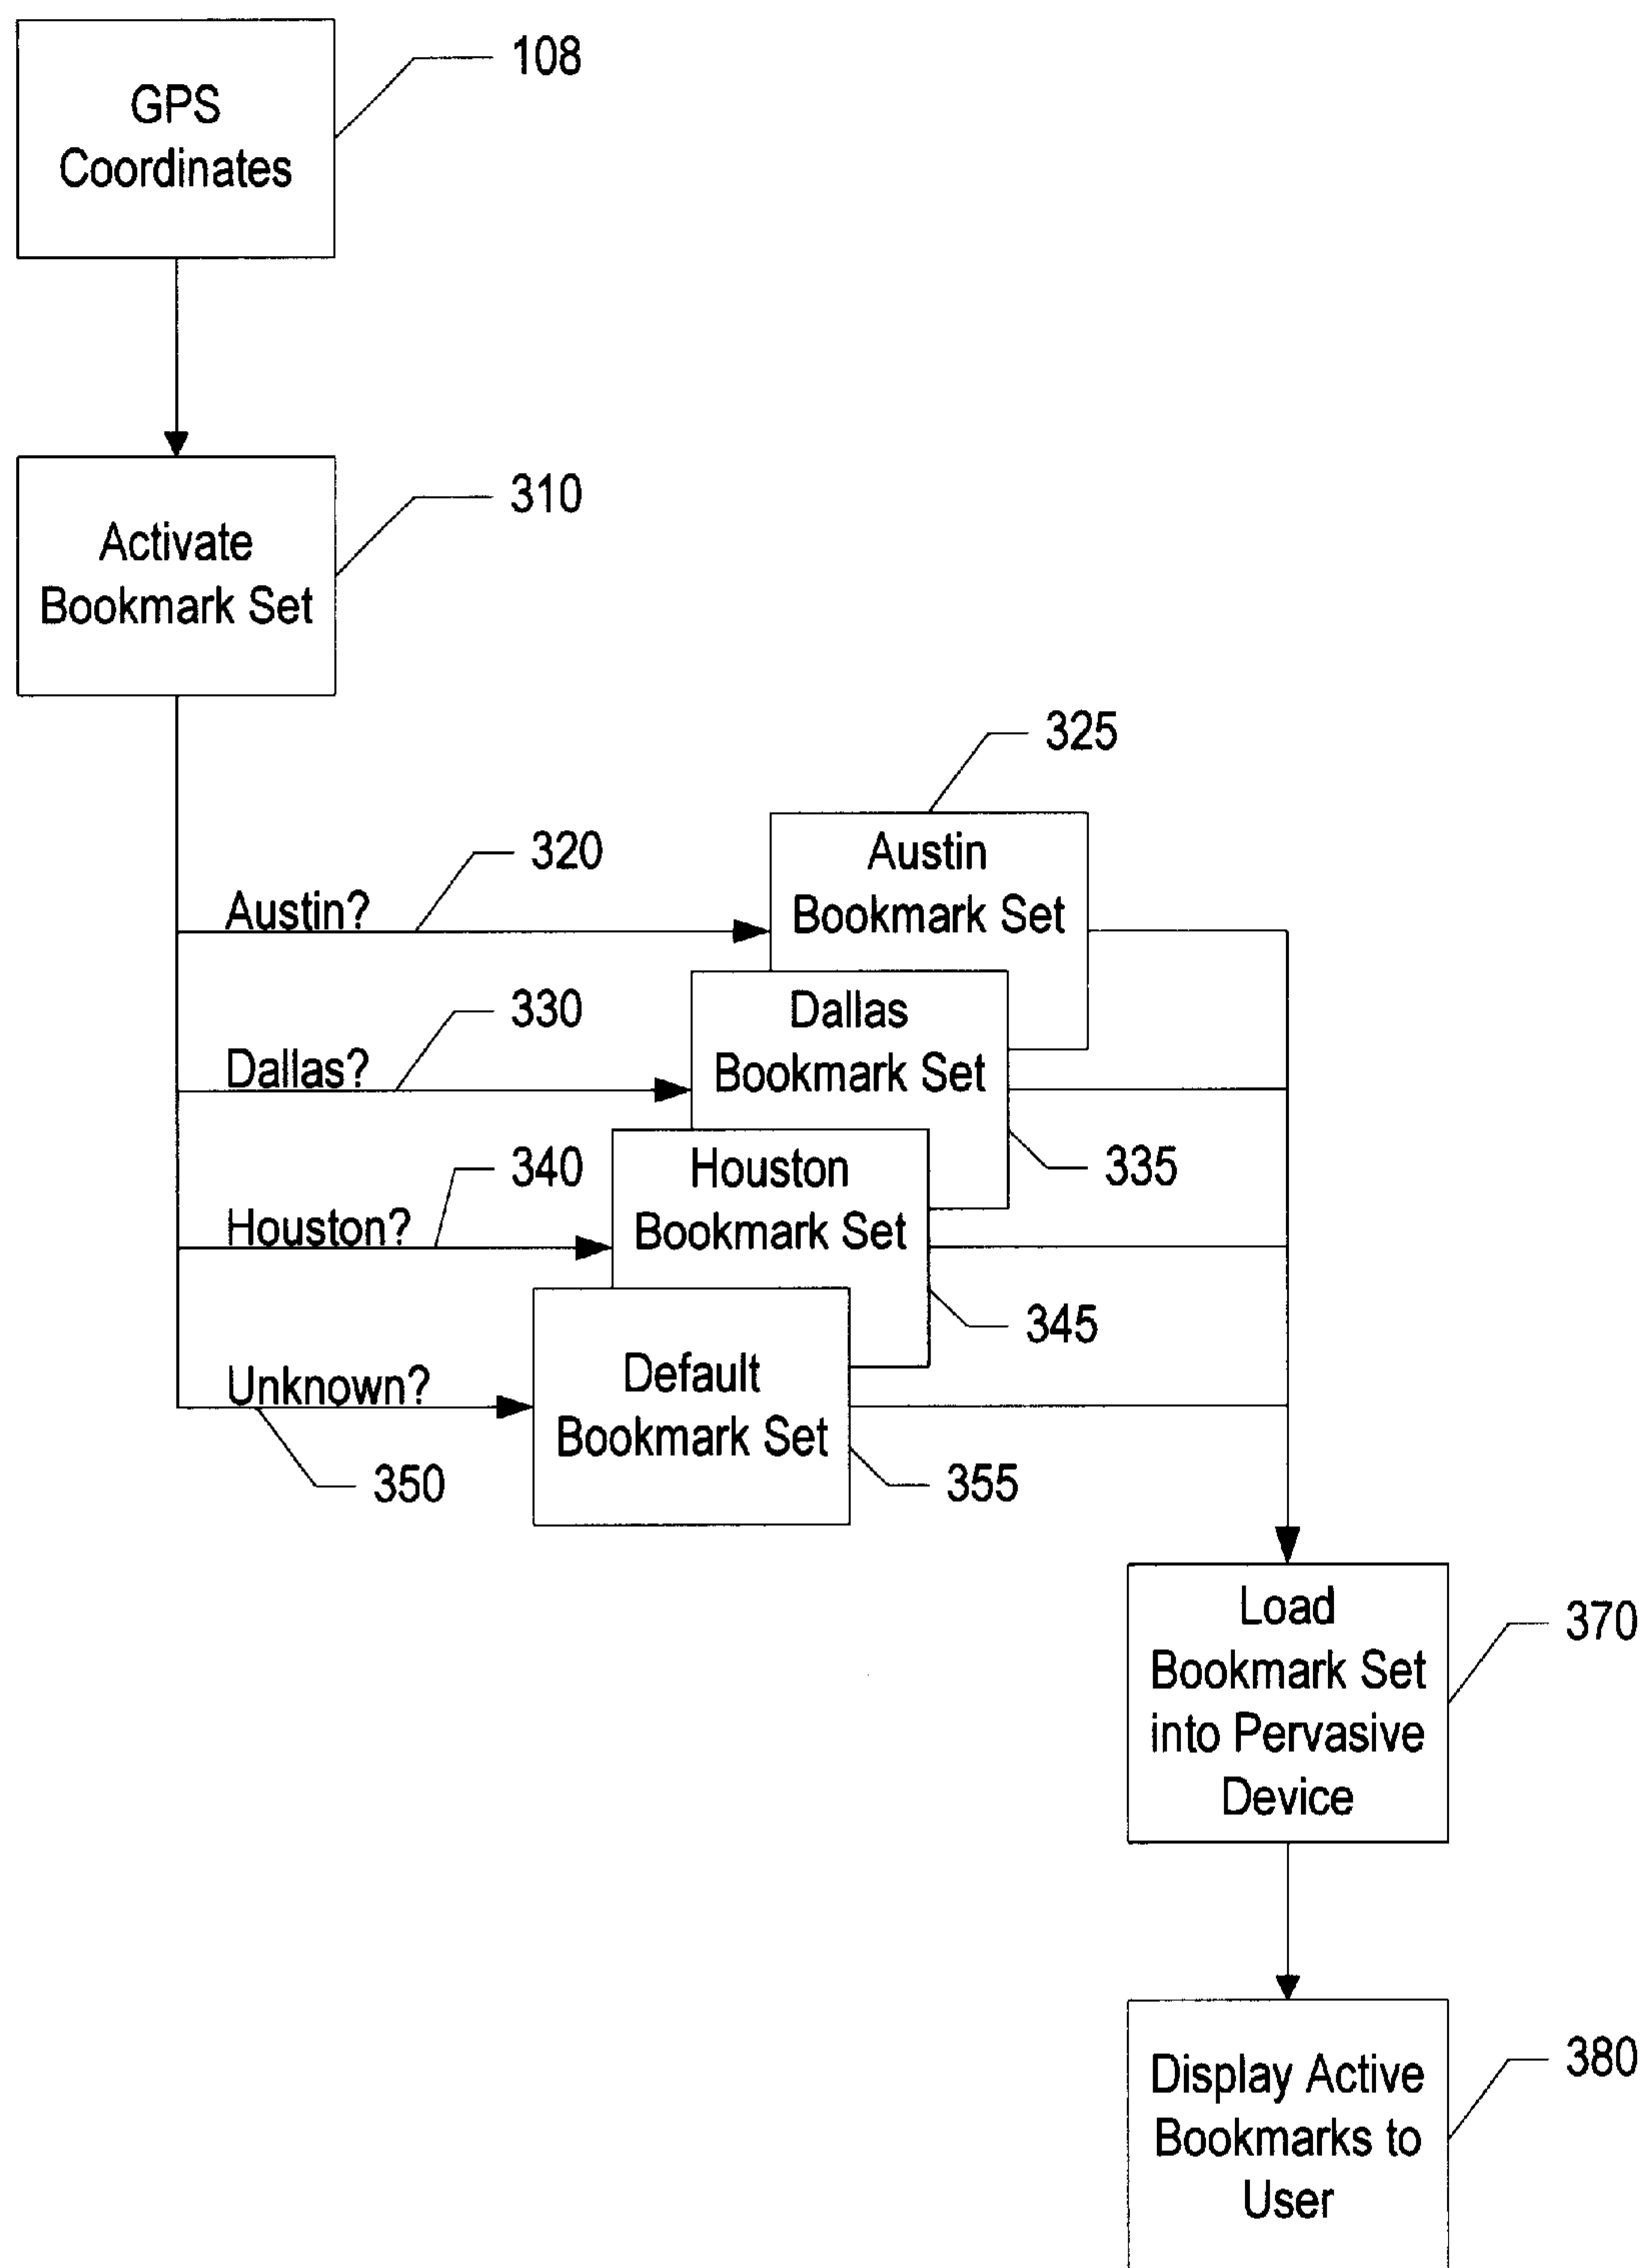 108
GPS
Coordinates
310
Activate
Bookmark Set
325
320
Austin
Austin?
Bookmark Set
330
Dallas
Dallas?
Bookmark Set
340
335
Houston
Houston?
Bookmark Set
345
Unknown?
Default
Bookmark Set
350
355
Load
370
Bookmark Set
into Pervasive
Device
380
Display Active
Bookmarks to
User